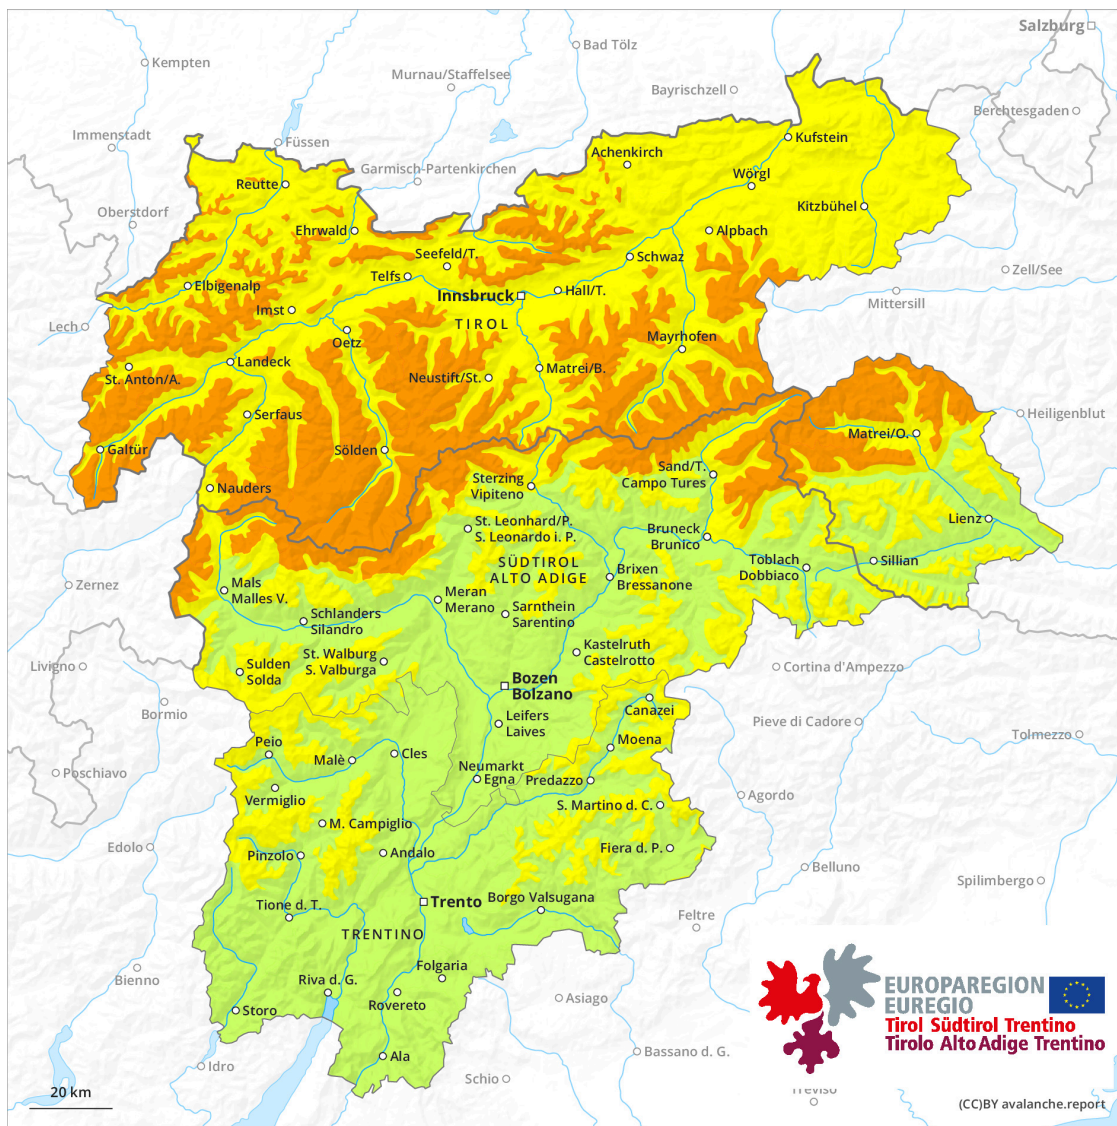 Salzburg
Bad Tölz
Kempten
Murnau/Staffelsee
Bayrischzell
Berchtesgaden
Immenstadt
Füssen
Kufstein
Achenkirch
Garmisch-Partenkirchen
Wörgl
Reutte
Kitzbühel
Oberstdorf
Ehrwald
Alpbach
Seefeld/T.
Schwaz
Zell/See
Telfs
Elbigenalp
Innsbruck
Hall/T.
Mittersill
Imst
TIROL
Lech
Oetz
Mayrhofen
Landeck
Matrei/B.
St. Anton/A.
Neustift/St.
Serfaus
Heiligenblut
Matrei/O.
Galtür
Sölden
Sand/T.
Campo Tures
Sterzing
Vipiteno
Nauders
St. Leonhard/P.
S. Leonardo i. P.
Lienz
Bruneck
Brunico
SÜDTIROL
ALTO ADIGE
Toblach
Dobbiaco
Sillian
Zernez
Mals
Malles V.
Brixen
Bressanone
Meran
Merano
Schlanders
Silandro
Sarnthein
Sarentino
Kastelruth
Castelrotto
St. Walburg
S. Valburga
Livigno
Sulden
Solda
Cortina d'Ampezzo
Bozen
Bolzano
Bormio
Canazei
Leifers
Laives
Pieve di Cadore
Tolmezzo
Peio
Moena
Malè
Cles
Poschiavo
Neumarkt
Egna
Predazzo
Vermiglio
Agordo
S. Martino d. C.
M. Campiglio
Edolo
Pinzolo
Andalo
Fiera d. P.
Belluno
Spilimbergo
Tione d. T.
Trento
Borgo Valsugana
Feltre
TRENTINO
Bienno
Folgaria
Riva d. G.
Rovereto
Asiago
Storo
EUROPAREGION
EUREGIO
Tirol Südtirol Trentino
Tirolo Alto Adige Trentino
Ala
Bassano d. G.
Idro
Schio
Treviso
20 km
(CC)BY avalanche.report